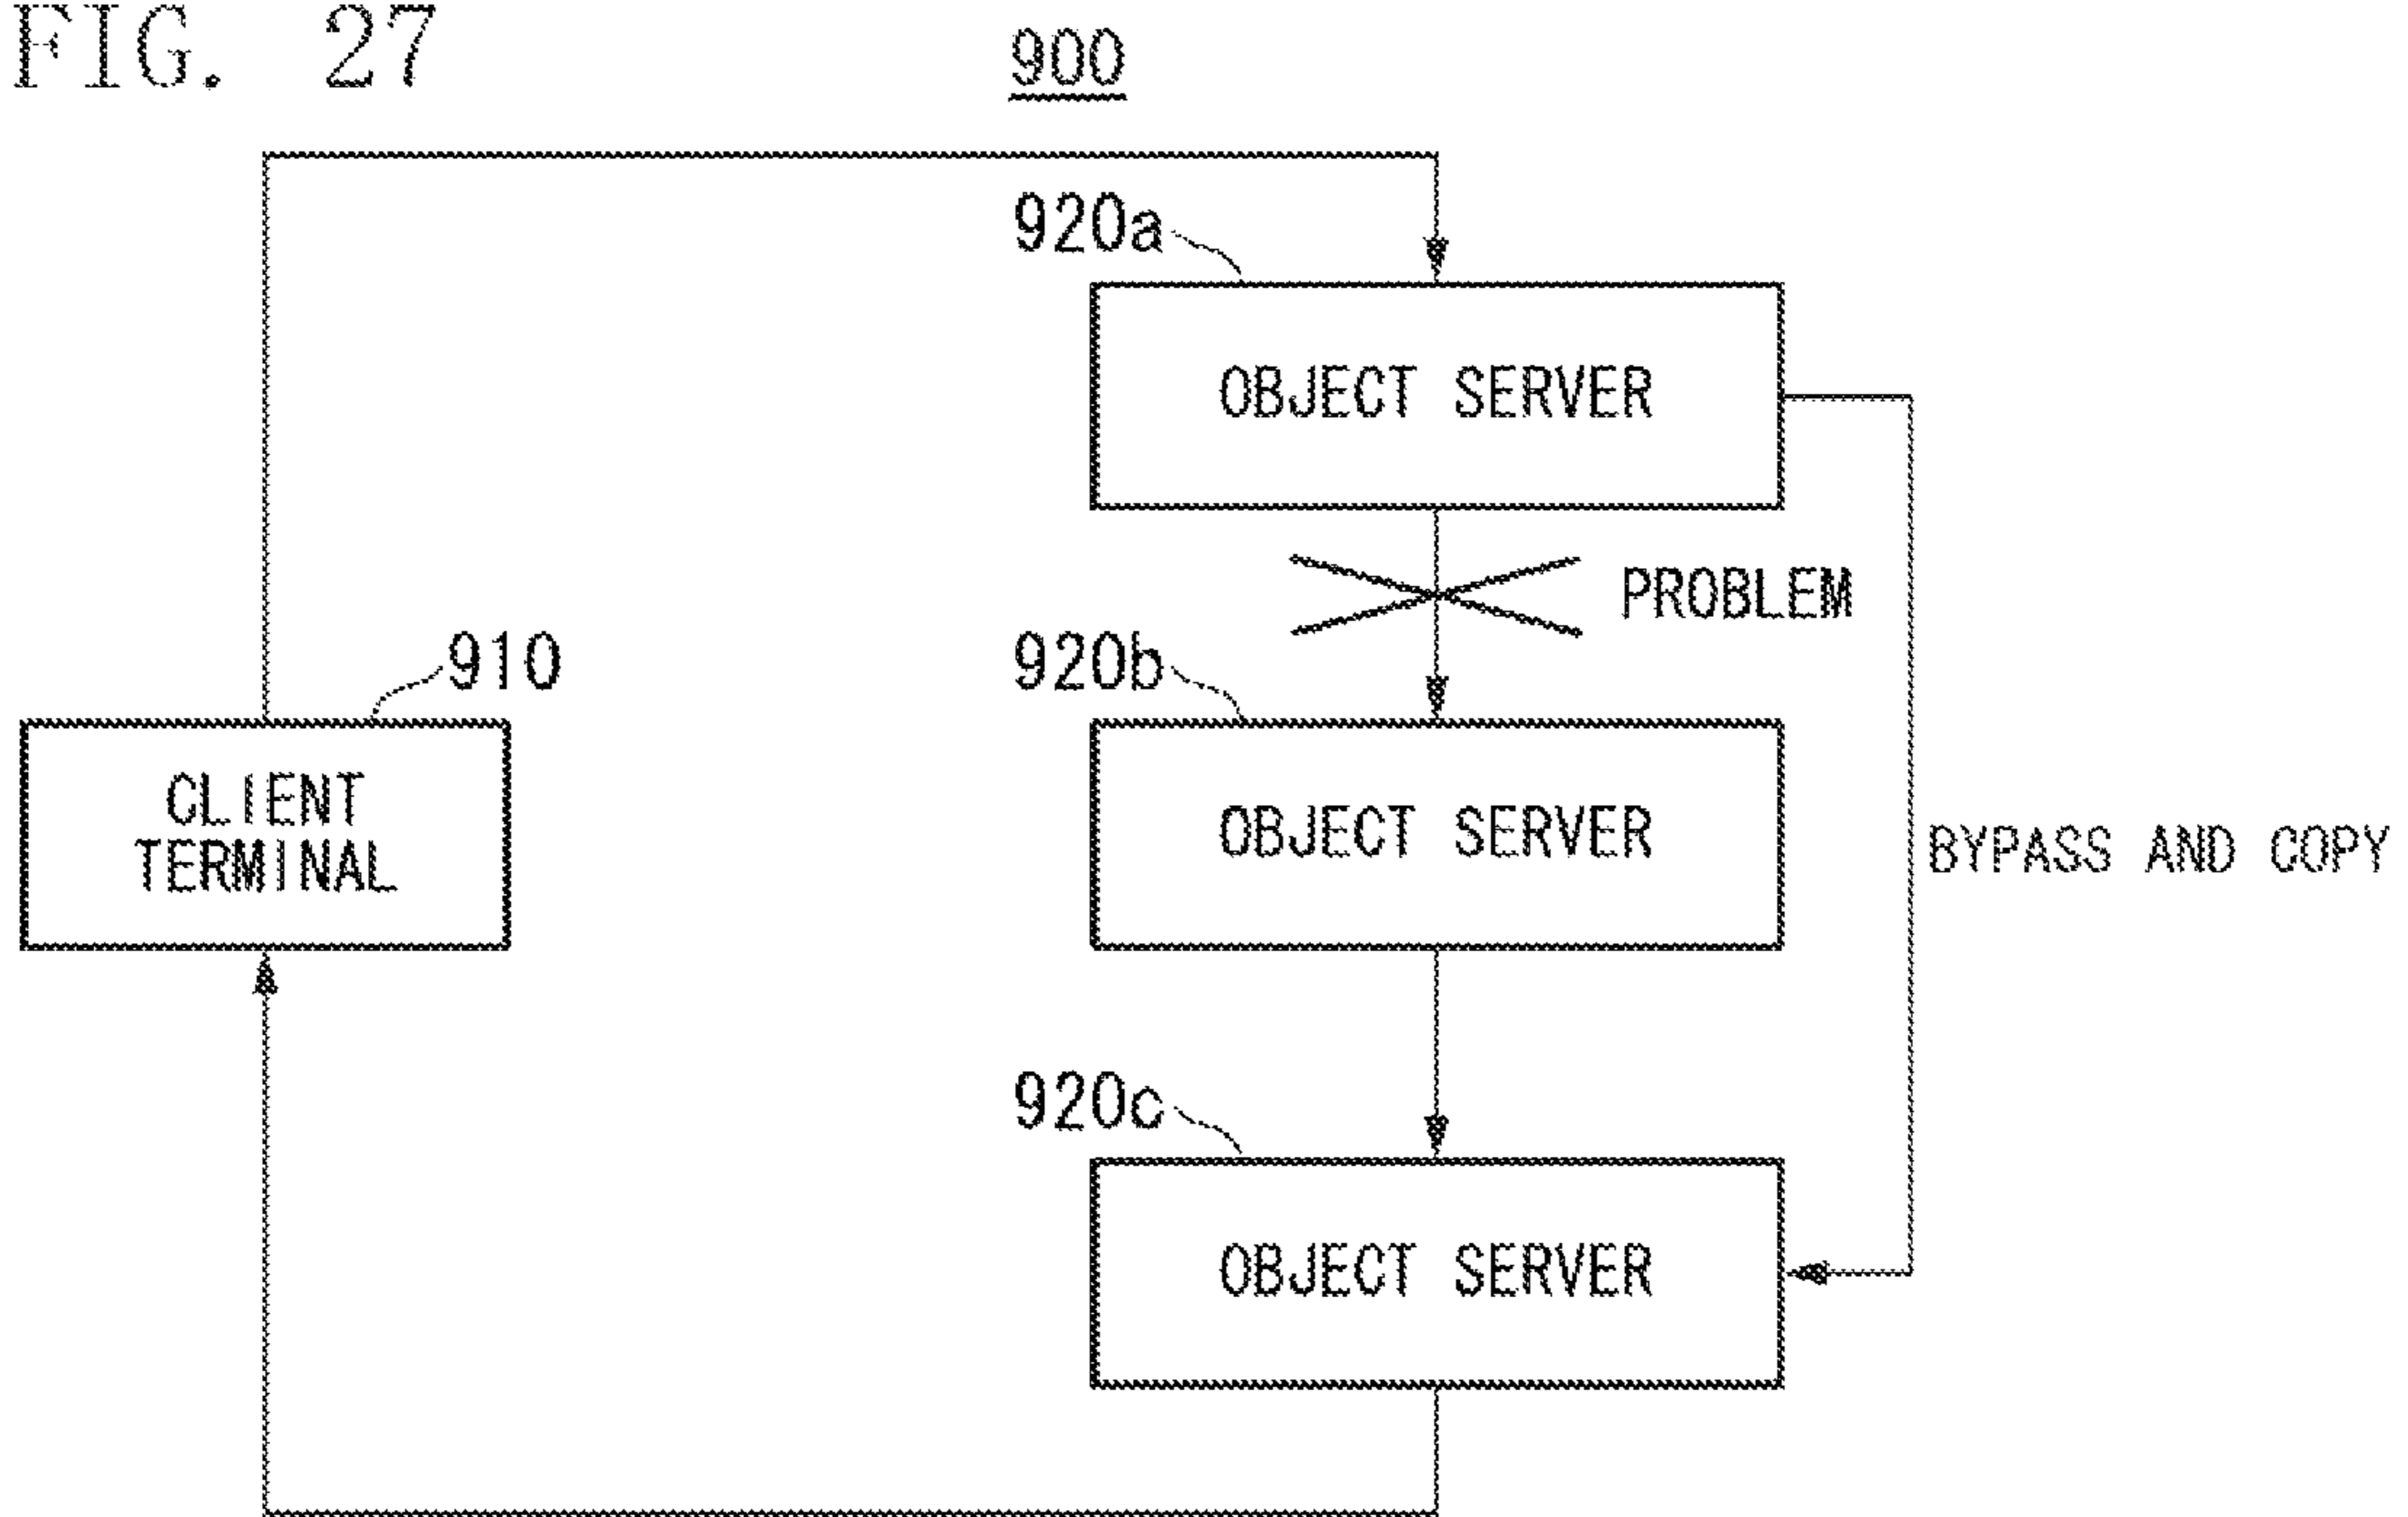 FIG. 27
900
920a
OBJECT SERVER
PROBLEM
910
920b
CLIENT
TERMINAL
OBJECT SERVER
BYPASS AND COPY
920c
OBJECT SERVER